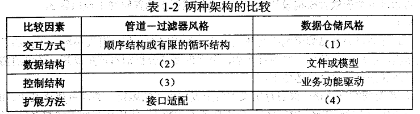 表 1-2 两种架构的比较
比较因素 管道－过滤器风格 数据仓储风格
交互方式 顺序结构或有限的循环结构 （1）
数据结构 （2） 文件或模型
控制结构 （3） 业务功能驱动
扩展方法 接口适配 （4）